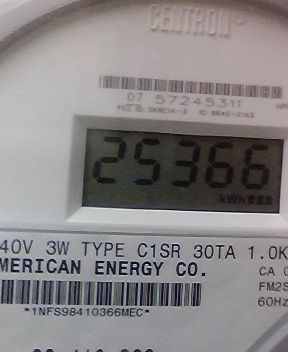 CENTRON®
07 57245311
25366
kWh
40V 3W TYPE C1SR 30TA 1.0K
MERICAN ENERGY CO.
CA
FM2S
60Hz
*1NFS98410366MEC*